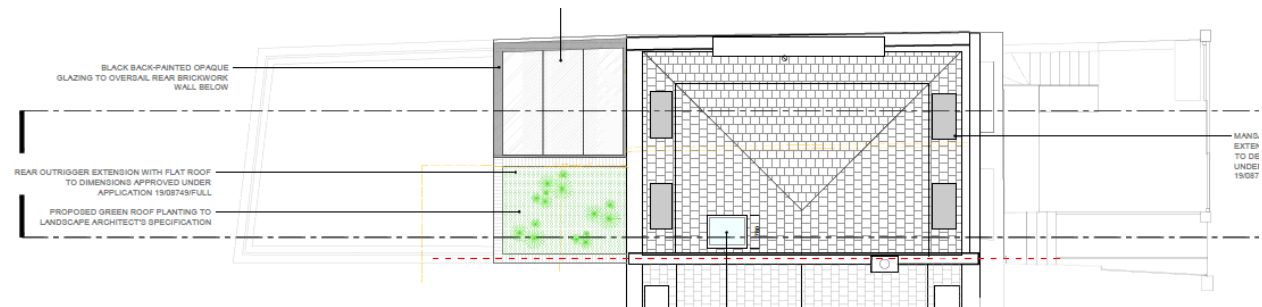 BLACK BACK-PAINTED OPAQUE
GLAZING TO OVERSAIL REAR BRICKWORK
WALL BELOW
REAR OUTRIGGER EXTENSION WITH FLAT ROOF
TO DIMENSIONS APPROVED UNDER
APPLICATION 19/08749/FULL
PROPOSED GREEN ROOF PLANTING TO
LANDSCAPE ARCHITECT'S SPECIFICATION
MANSA
EXTEN
TO DE
UNDE
19/087